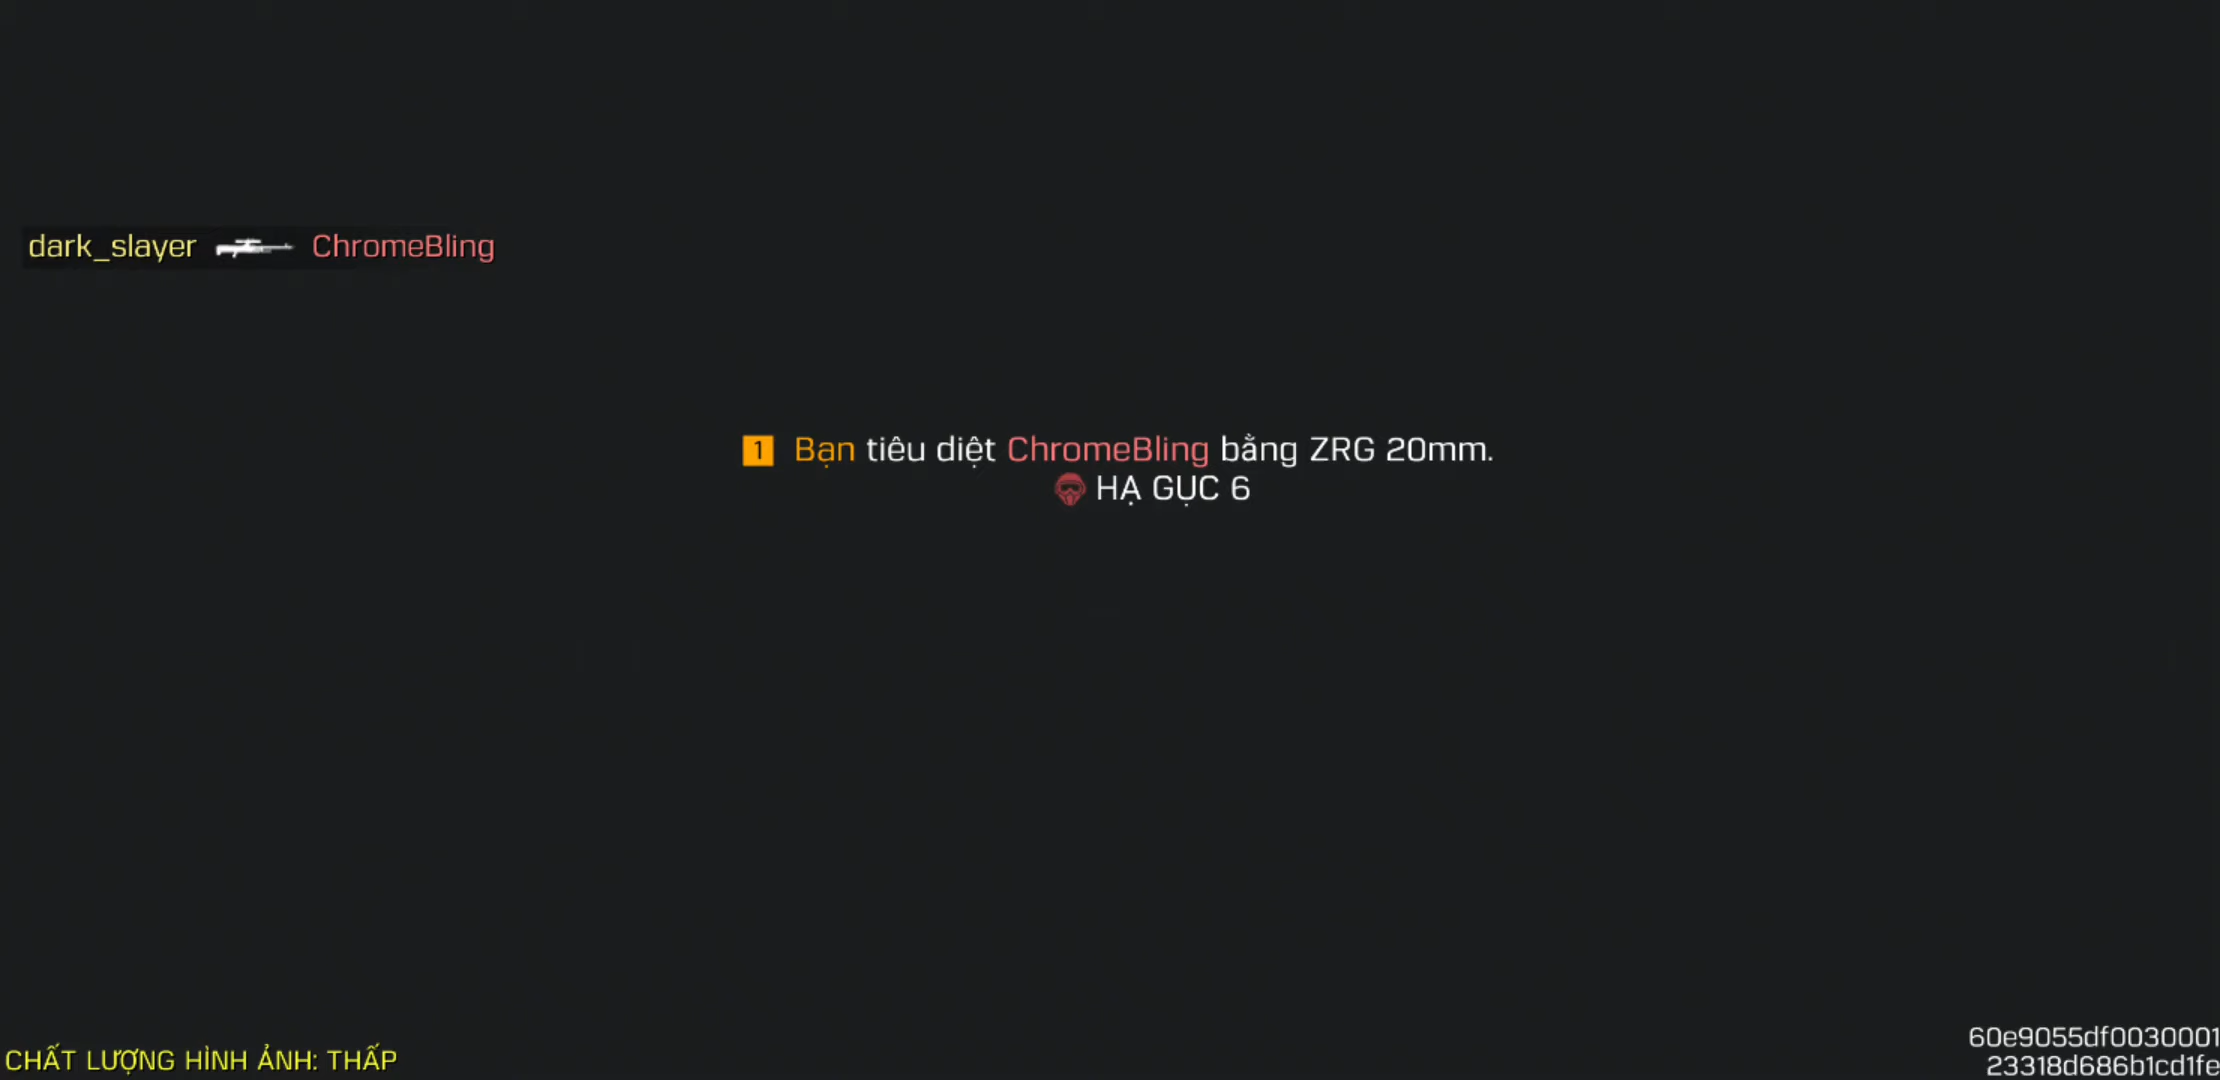 dark_slayer ChromeBling
1 Bạn tiêu diệt ChromeBling bằng ZRG 20mm.
HẠ GỤC 6
CHẤT LƯỢNG HÌNH ẢNH: THẤP
60e9055df0030001
23318d686b1cd1fe